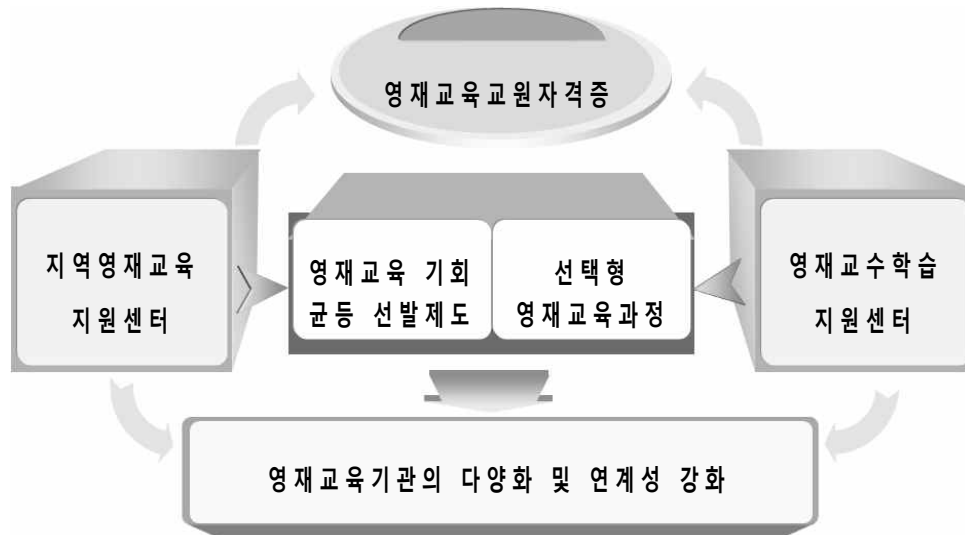 영재교육교원자격증
지역영재교육
지원센터
영재교육 기회
균등 선발제도
선택형
영재교육과정
영재교수학습
지원센터
영재교육기관의 다양화 및 연계성 강화